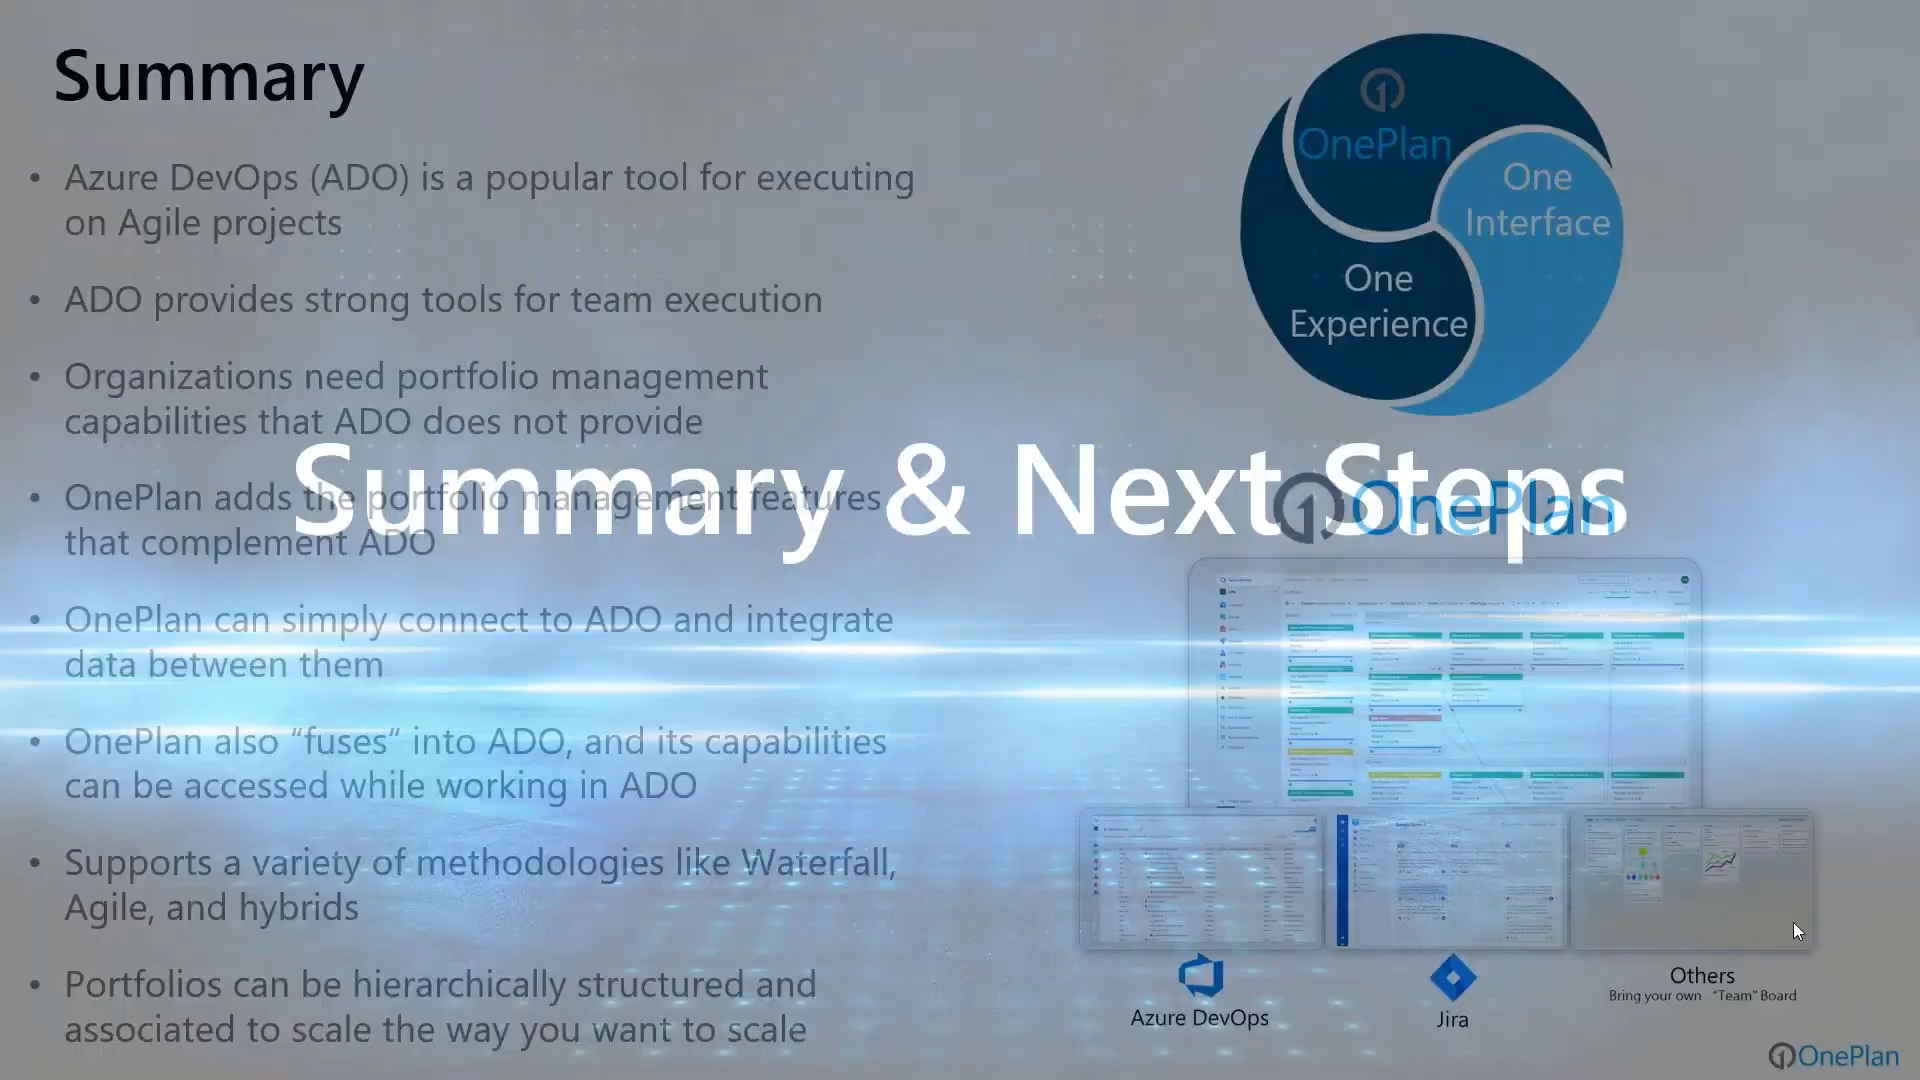 Summary
• Azure DevOps (ADO) is a popular tool for executing
on Agile projects
• ADO provides strong tools for team execution
• Organizations need portfolio management
capabilities that ADO does not provide
• OnePlan adds the portfolio management features
that complement ADO
• OnePlan can simply connect to ADO and integrate
data between them
• OnePlan also “fuses” into ADO, and its capabilities
can be accessed while working in ADO
• Supports a variety of methodologies like Waterfall,
Agile, and hybrids
• Portfolios can be hierarchically structured and
associated to scale the way you want to scale
Summary & Next Steps
OnePlan
One
Interface
One
Experience
OnePlan
Azure DevOps
Jira
Others
Bring your own “Team” Board
OnePlan